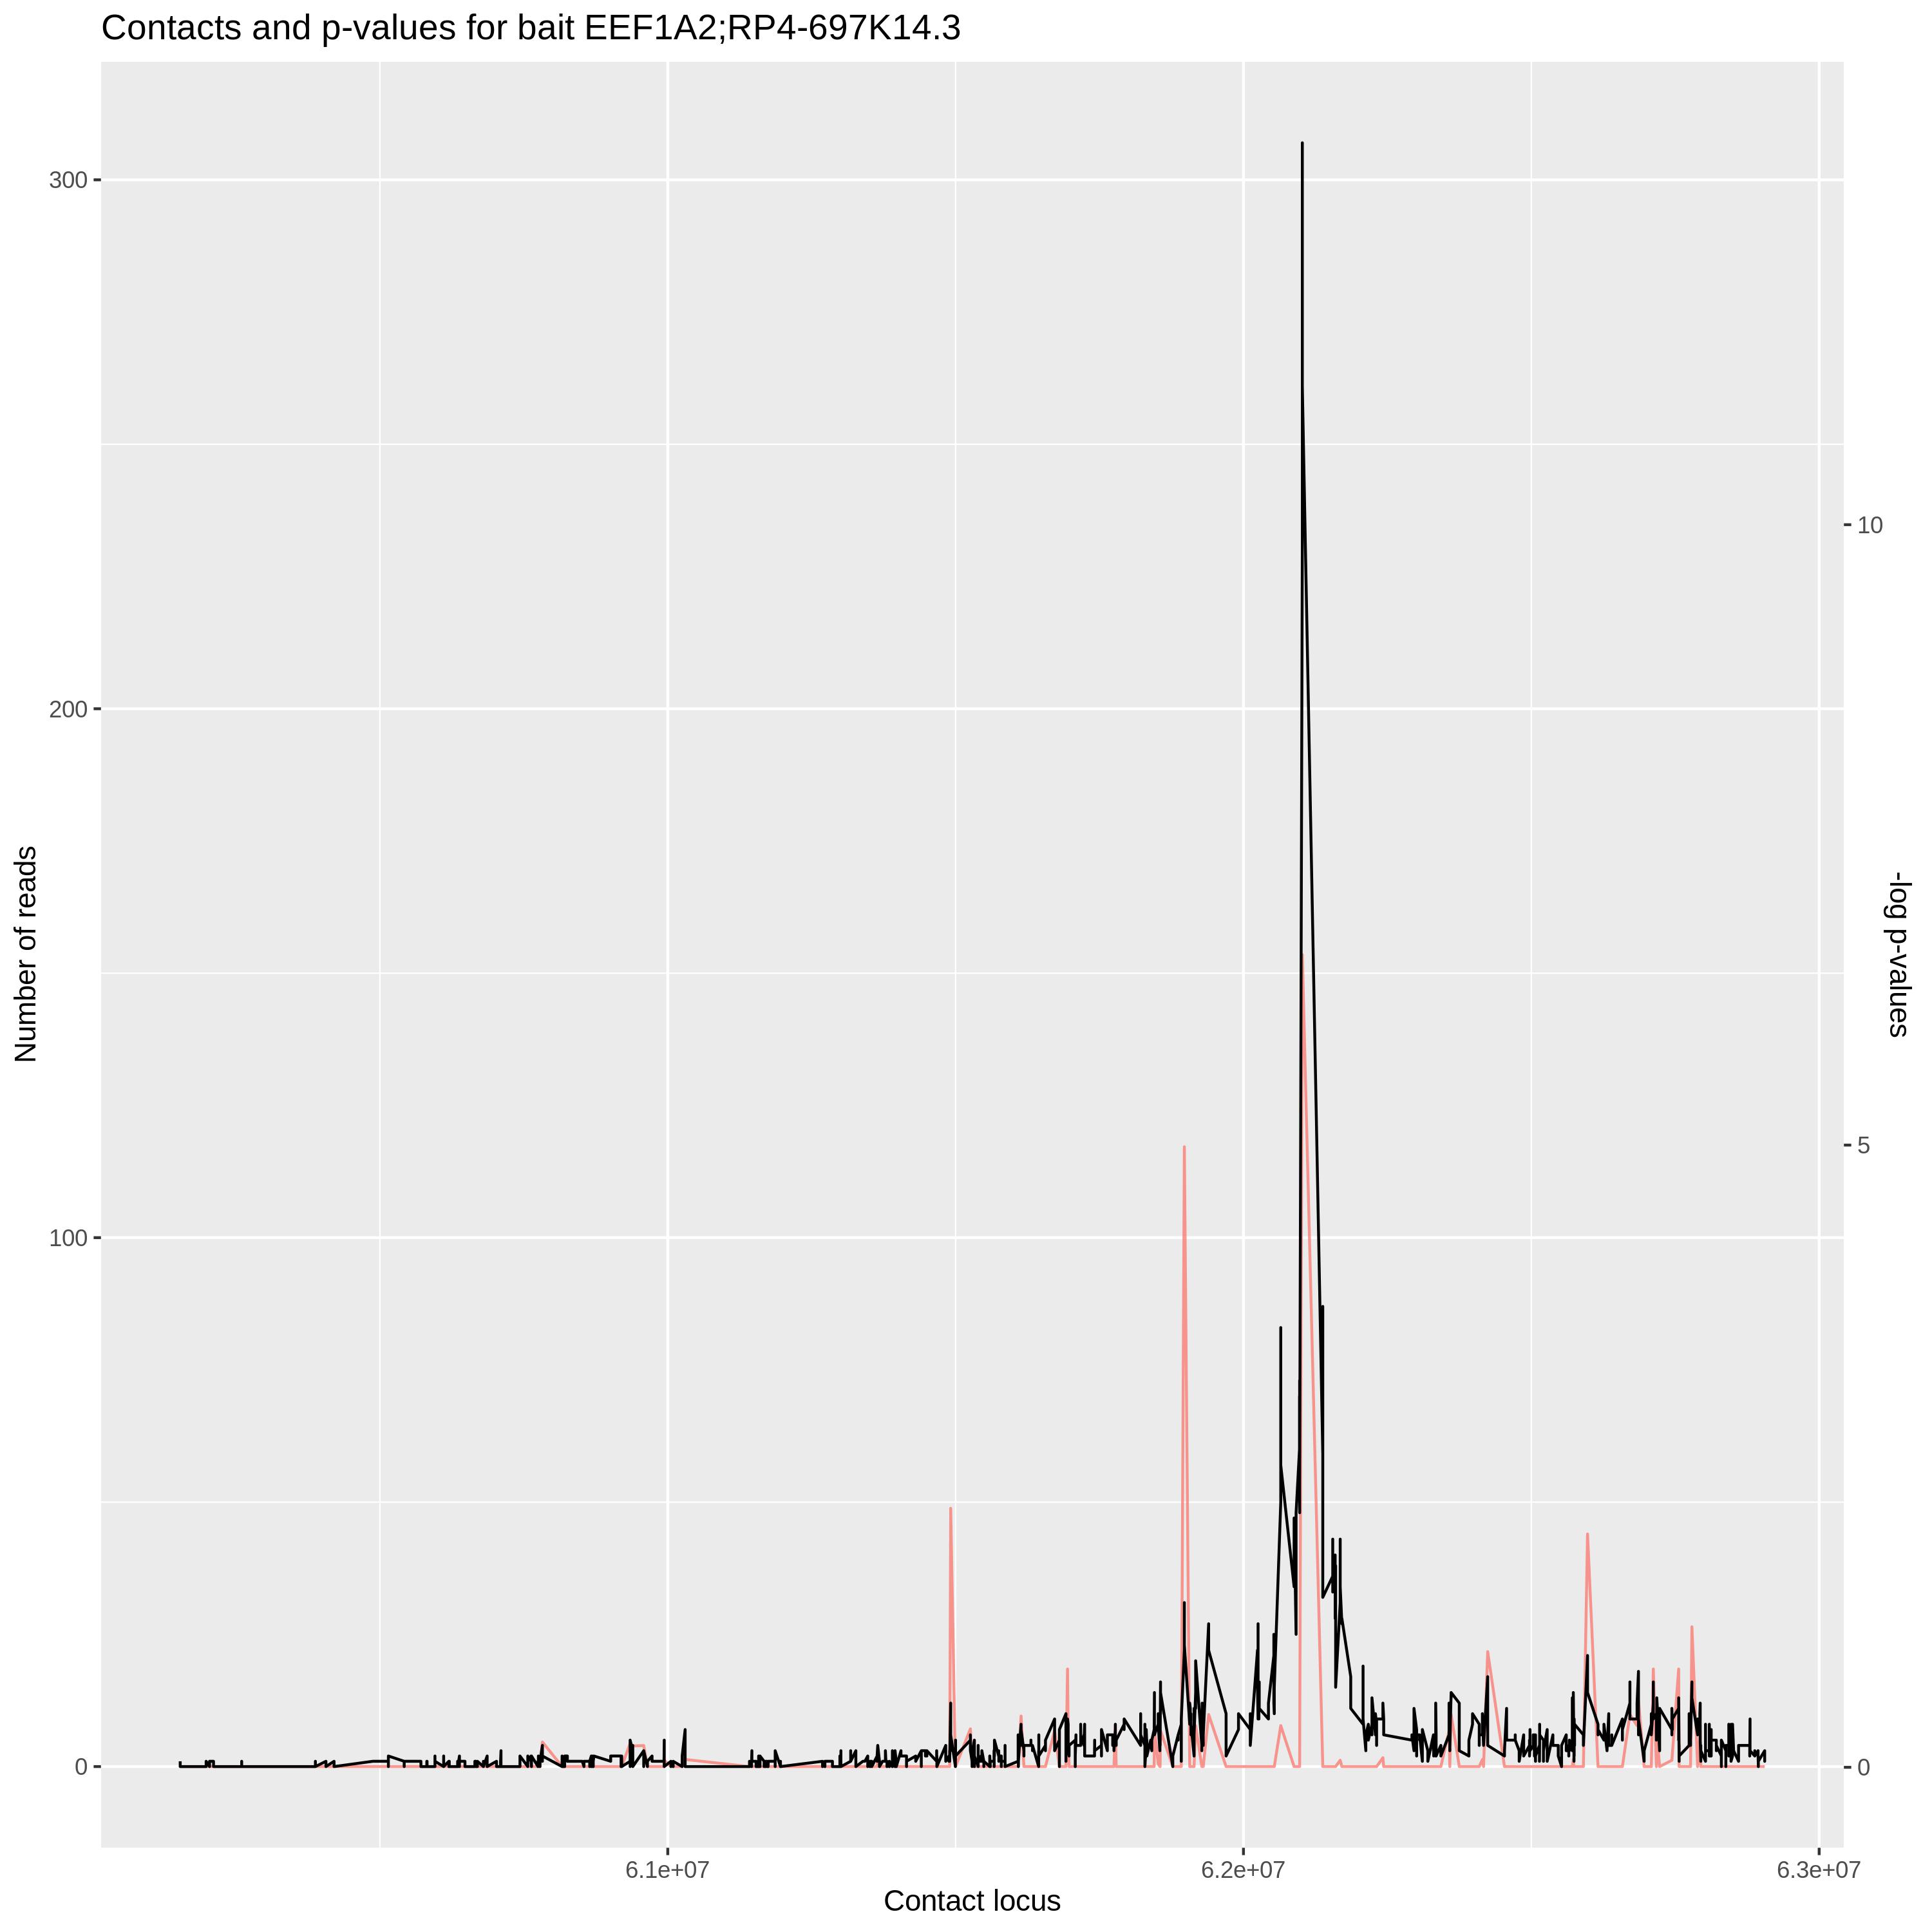 Contacts and p-values for bait EEF1A2;RP4-697K14.3
300
200
100
0
Number of reads
10
5
0
-log p-values
6.1e+07
6.2e+07
6.3e+07
Contact locus